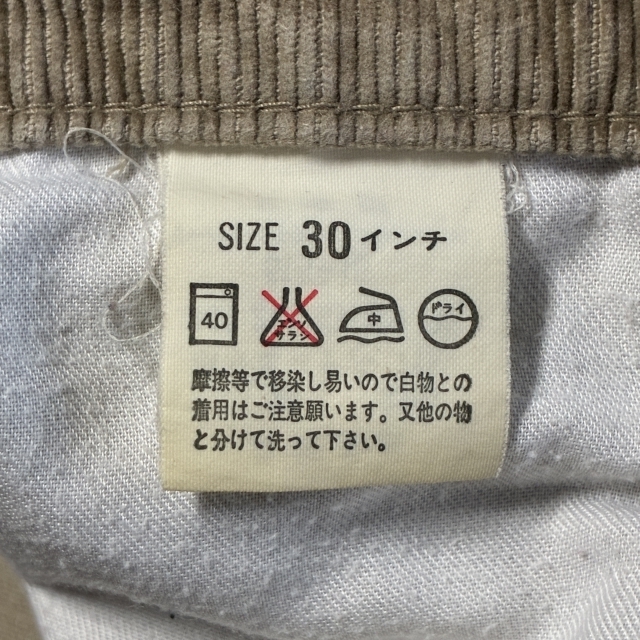 SIZE 30インチ
40 エンソサラシ 中 ドライ
摩擦等で移染し易いので白物との
着用はご注意願います。又他の物
と分けて洗って下さい。